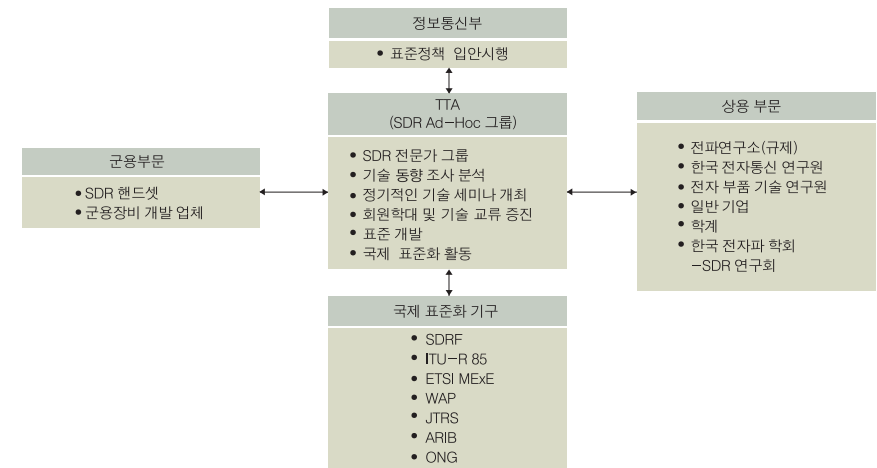 정보통신부
• 표준정책 입안시행
TTA
(SDR Ad-Hoc 그룹)
• SDR 전문가 그룹
• 기술 동향 조사 분석
• 정기적인 기술 세미나 개최
• 회원학대 및 기술 교류 증진
• 표준 개발
• 국제 표준화 활동
군용부문
• SDR 핸드셋
• 군용장비 개발 업체
상용 부문
• 전파연구소(규제)
• 한국 전자통신 연구원
• 전자 부품 기술 연구원
• 일반 기업
• 학계
• 한국 전자파 학회
-SDR 연구회
국제 표준화 기구
• SDRF
• ITU-R 85
• ETSI MExE
• WAP
• JTRS
• ARIB
• ONG